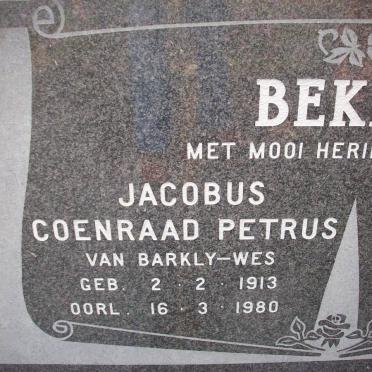 BEK
MET MOOI HERI
JACOBUS
COENRAAD PETRUS
VAN BARKLY-WES
GEB. 2 · 2 · 1913
OORL. 16 · 3 · 1980